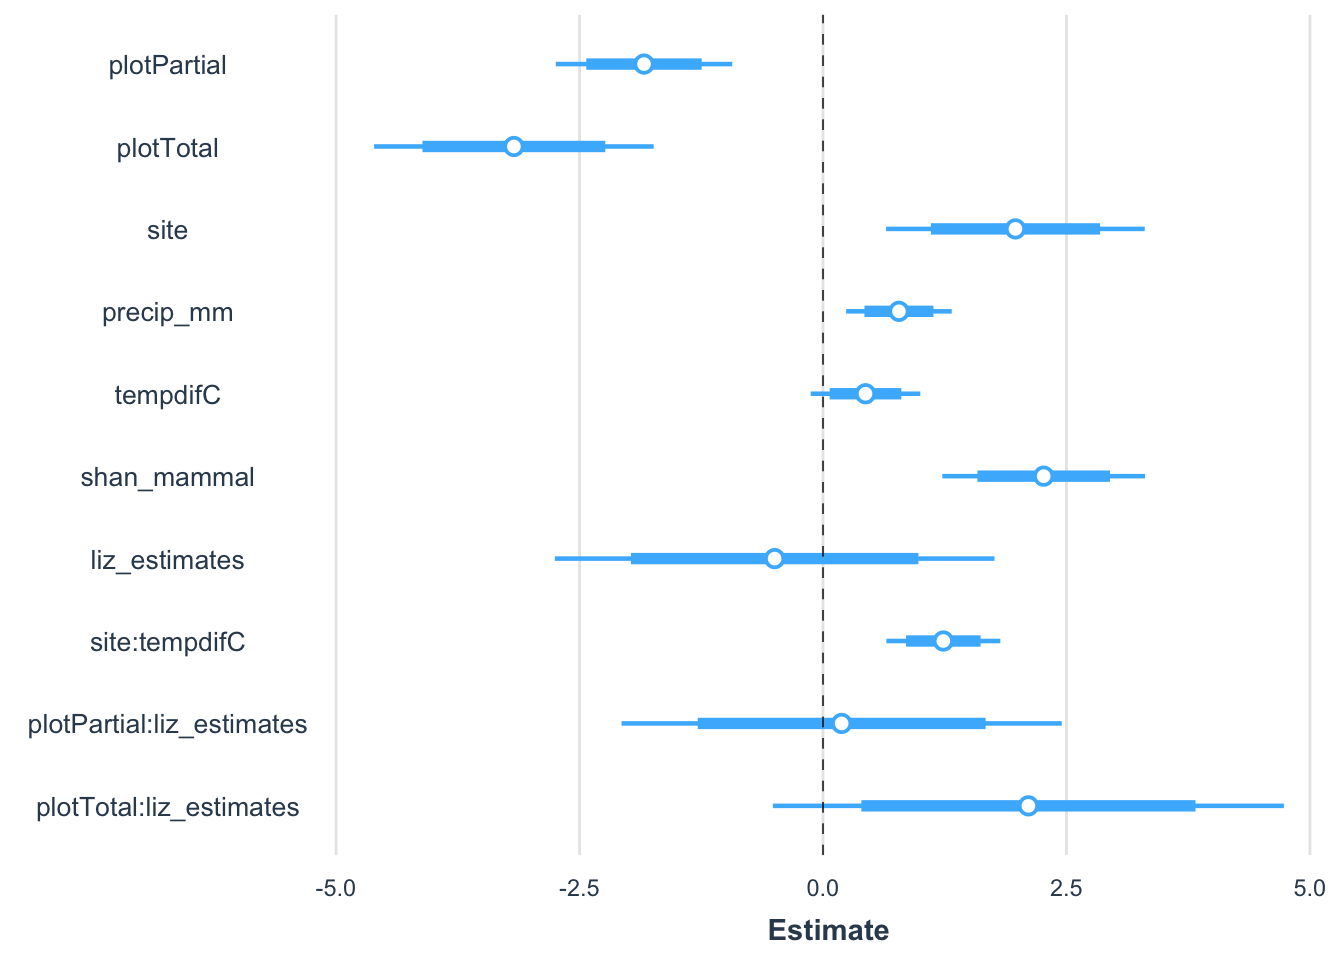 plotPartial
plotTotal
site
precip_mm
tempdifC
shan_mammal
liz_estimates
site:tempdifC
plotPartial:liz_estimates
plotTotal:liz_estimates
-5.0 -2.5 0.0 2.5 5.0
Estimate